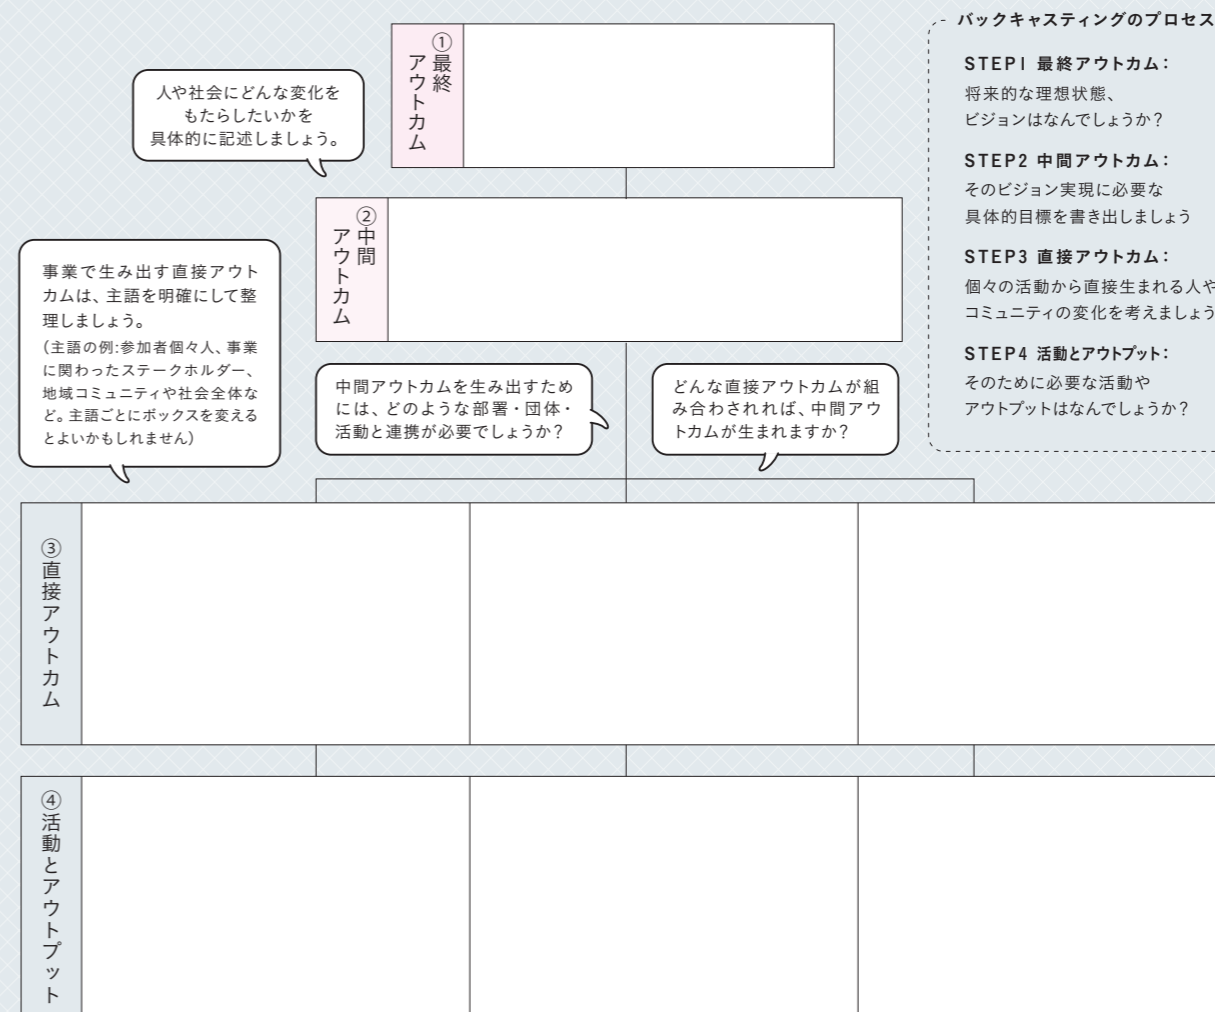 ①最終
アウトカム
人や社会にどんな変化を
もたらしたいかを
具体的に記述しましょう。
②中間
アウトカム
事業で生み出す直接アウト
カムは、主語を明確にして整
理しましょう。
(主語の例:参加者個々人、事業
に関わったステークホルダー、
地域コミュニティや社会全体な
ど。主語ごとにボックスを変える
とよいかもしれません)
中間アウトカムを生み出すため
には、どのような部署・団体・
活動と連携が必要でしょうか?
どんな直接アウトカムが組
み合わされれば、中間アウ
トカムが生まれますか?
バックキャスティングのプロセス
STEP1 最終アウトカム:
将来的な理想状態、
ビジョンはなんでしょうか?
STEP2 中間アウトカム:
そのビジョン実現に必要な
具体的目標を書き出しましょう
STEP3 直接アウトカム:
個々の活動から直接生まれる人や
コミュニティの変化を考えましょう
STEP4 活動とアウトプット:
そのために必要な活動や
アウトプットはなんでしょうか?
③直接アウトカム
④活動とアウトプット